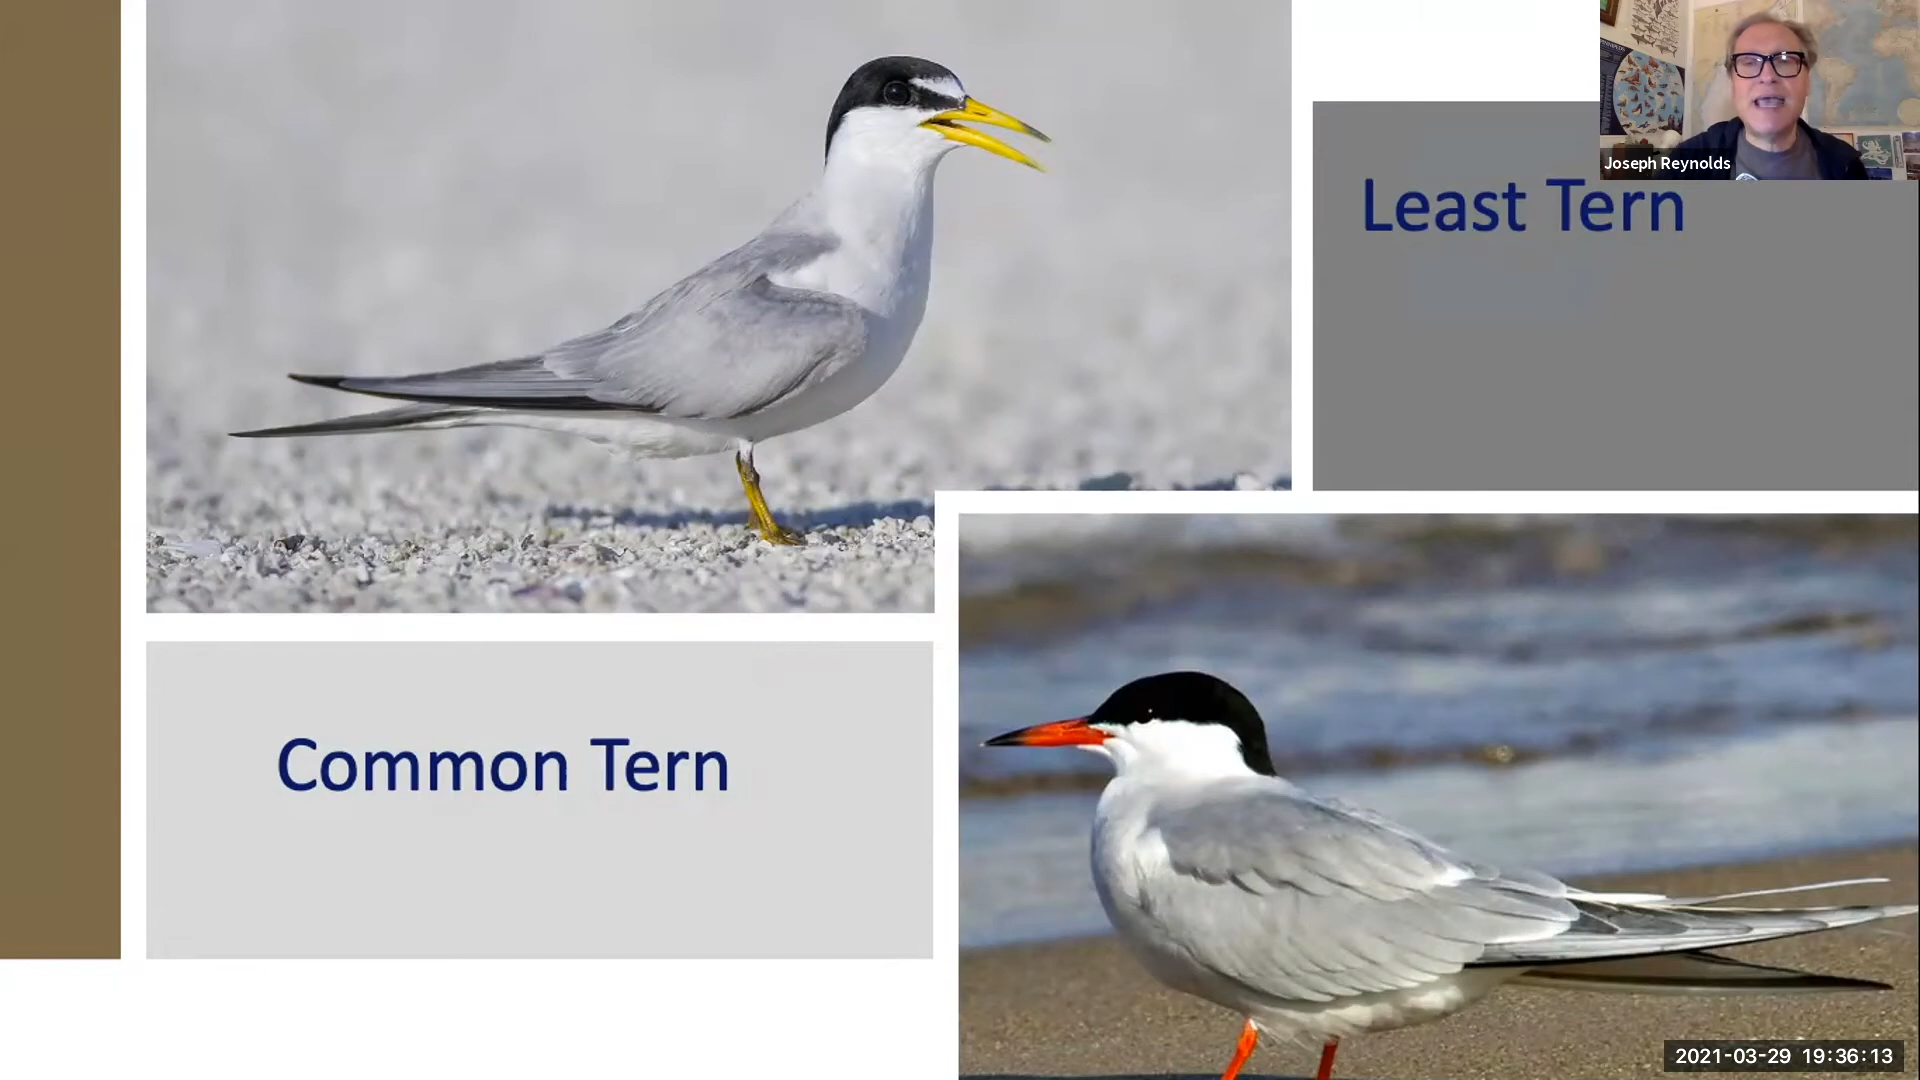 Joseph Reynolds
Least Tern
Common Tern
2021-03-29 19:36:13